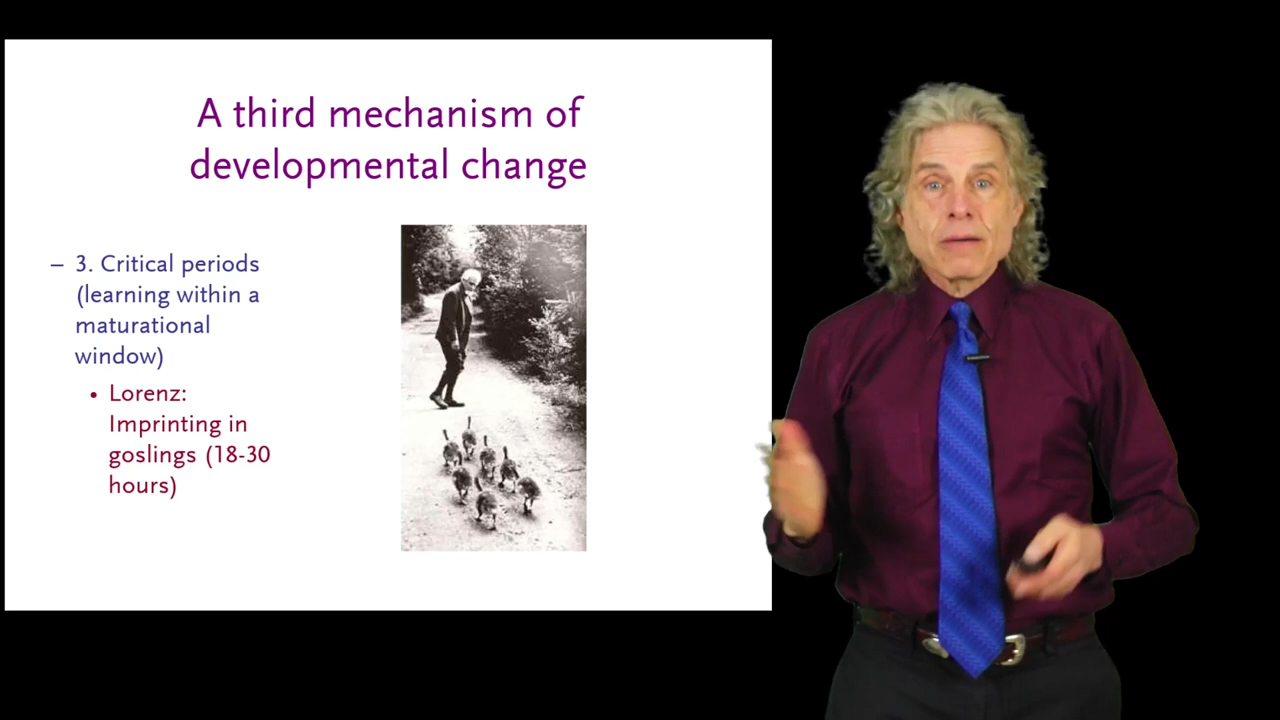 A third mechanism of
developmental change
– 3. Critical periods
(learning within a
maturational
window)
• Lorenz:
Imprinting in
goslings (18-30
hours)